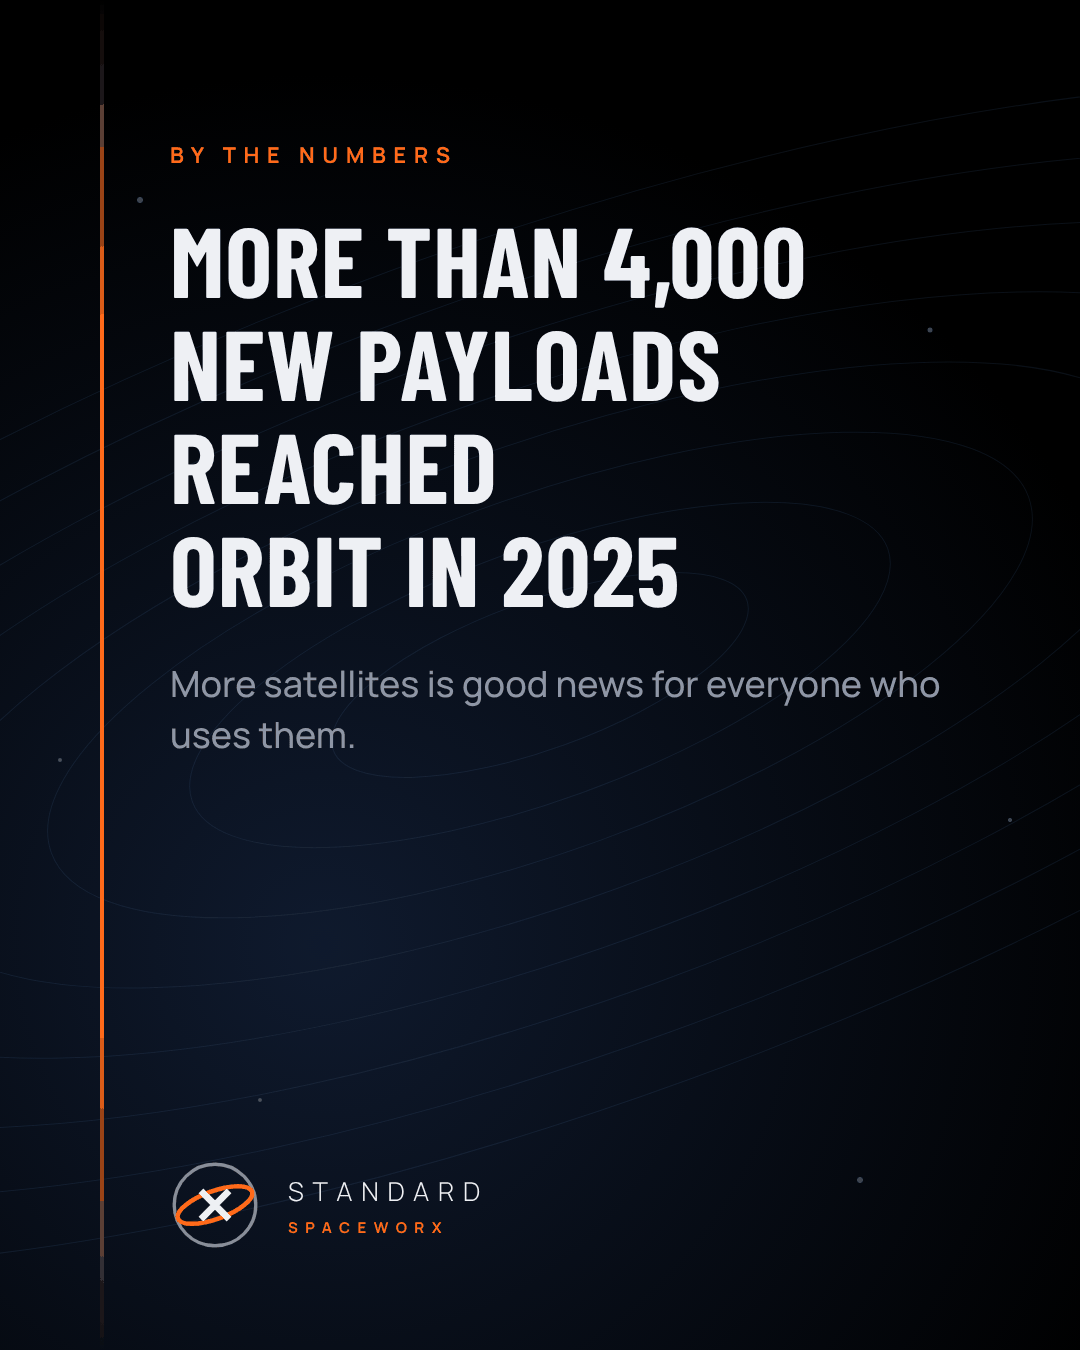 BY THE NUMBERS
MORE THAN 4,000
NEW PAYLOADS
REACHED
ORBIT IN 2025
More satellites is good news for everyone who
uses them.
STANDARD
SPACEWORX